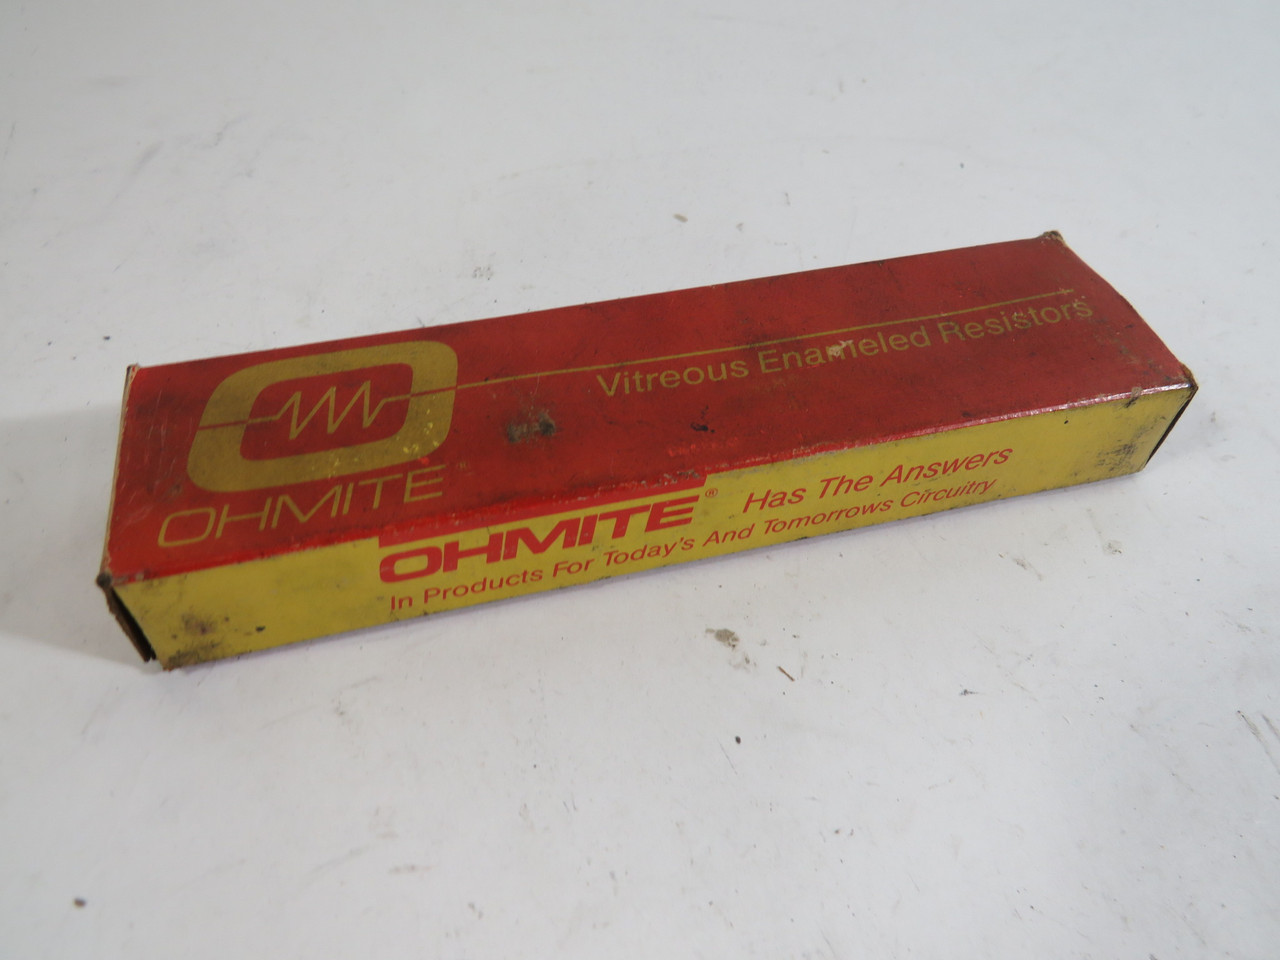 Vitreous Enameled Resistors
OHMITE®
OHMITE® Has The Answers
In Products For Today's And Tomorrows Circuitry